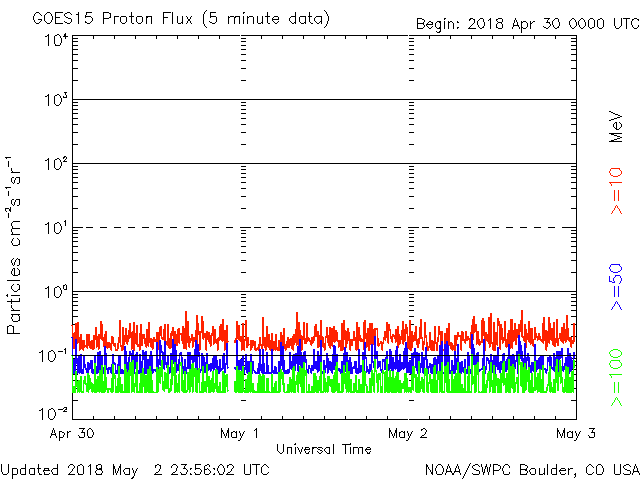 GOES15 Proton Flux (5 minute data)
Begin: 2018 Apr 30 0000 UTC
Particles cm⁻²s⁻¹sr⁻¹
10⁴
10³
10²
10¹
10⁰
10⁻¹
10⁻²
MeV
>=10
>=50
>=100
Apr 30 May 1 May 2 May 3
Universal Time
Updated 2018 May 2 23:56:02 UTC
NOAA/SWPC Boulder, CO USA